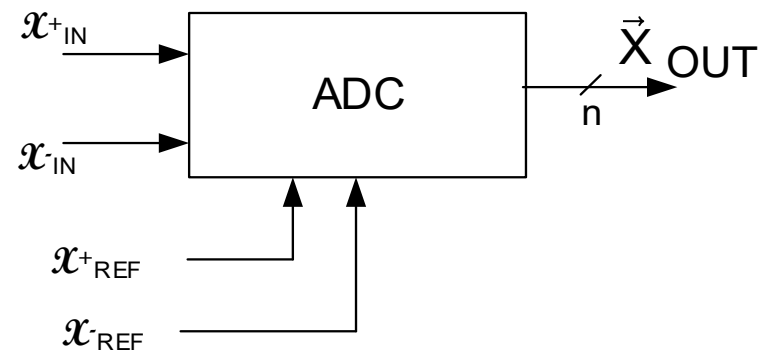 𝓧⁺IN
ADC
X⃗ OUT
n
𝓧⁻IN
𝓧⁺REF
𝓧⁻REF